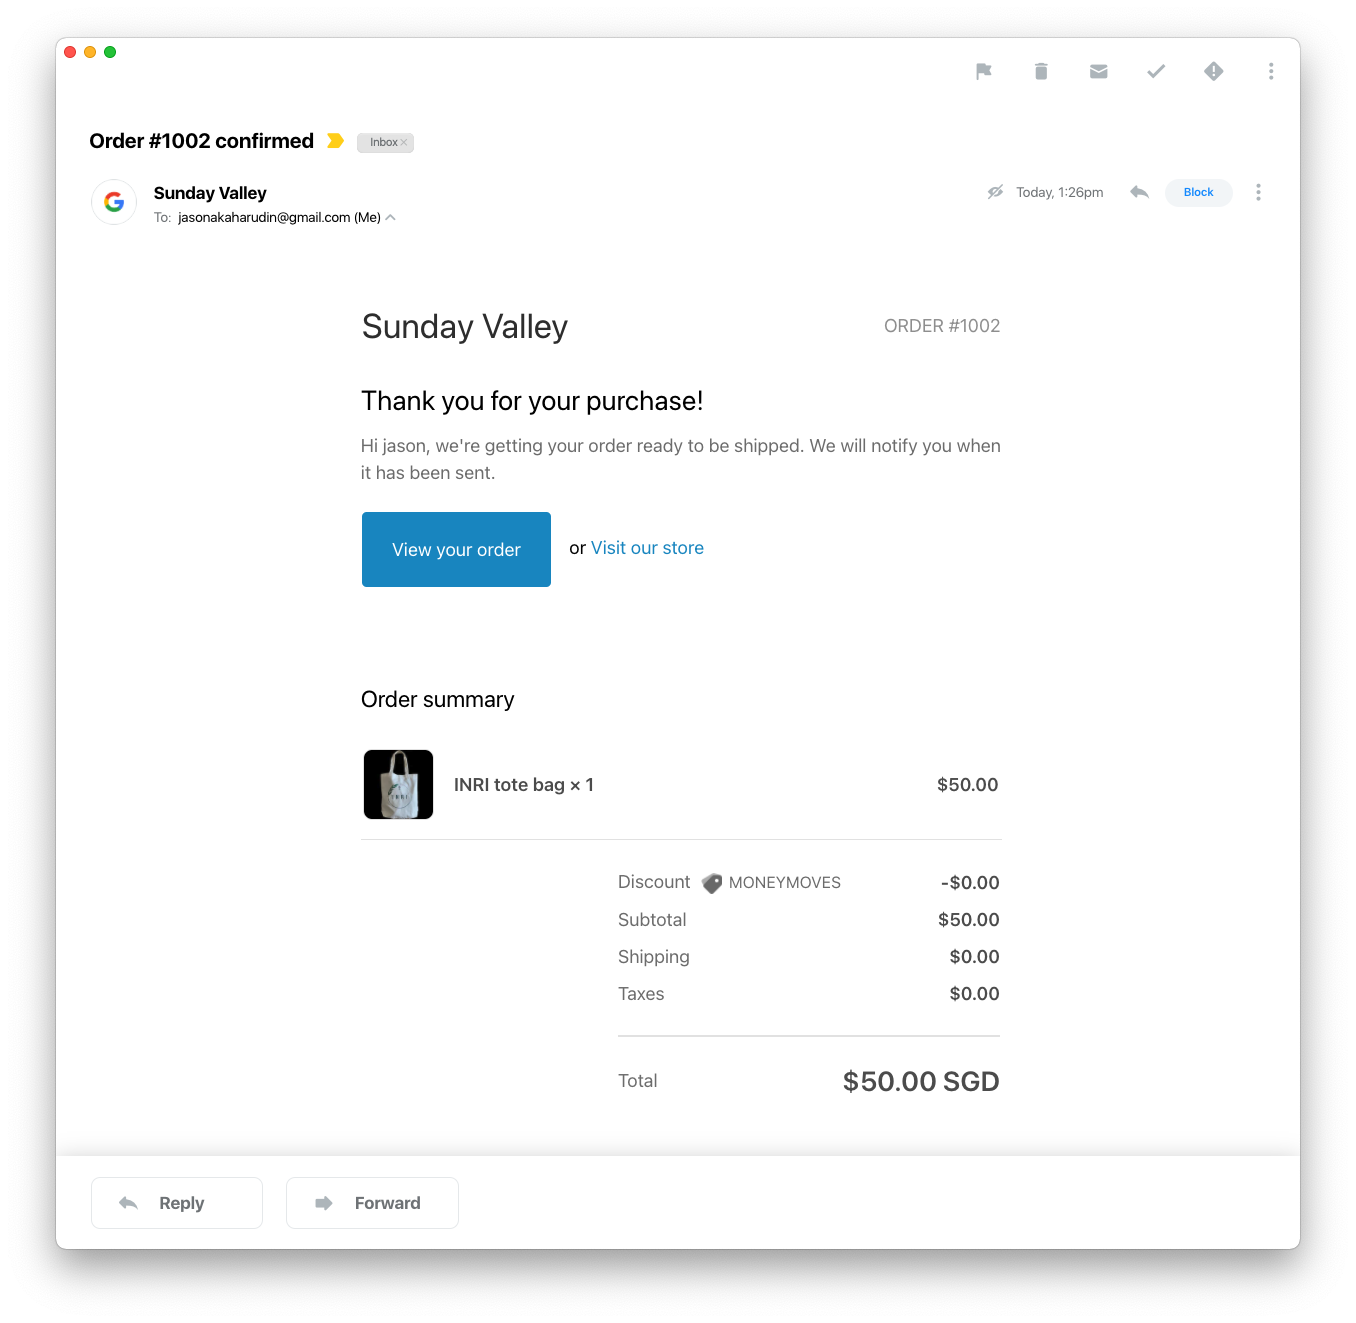 Order #1002 confirmed
Inbox
Sunday Valley
Today, 1:26pm
Block
To: jasonakaharudin@gmail.com (Me)
Sunday Valley
ORDER #1002
Thank you for your purchase!
Hi jason, we're getting your order ready to be shipped. We will notify you when
it has been sent.
View your order
or Visit our store
Order summary
INRI
INRI tote bag × 1
$50.00
Discount MONEYMOVES -$0.00
Subtotal $50.00
Shipping $0.00
Taxes $0.00
Total $50.00 SGD
Reply
Forward